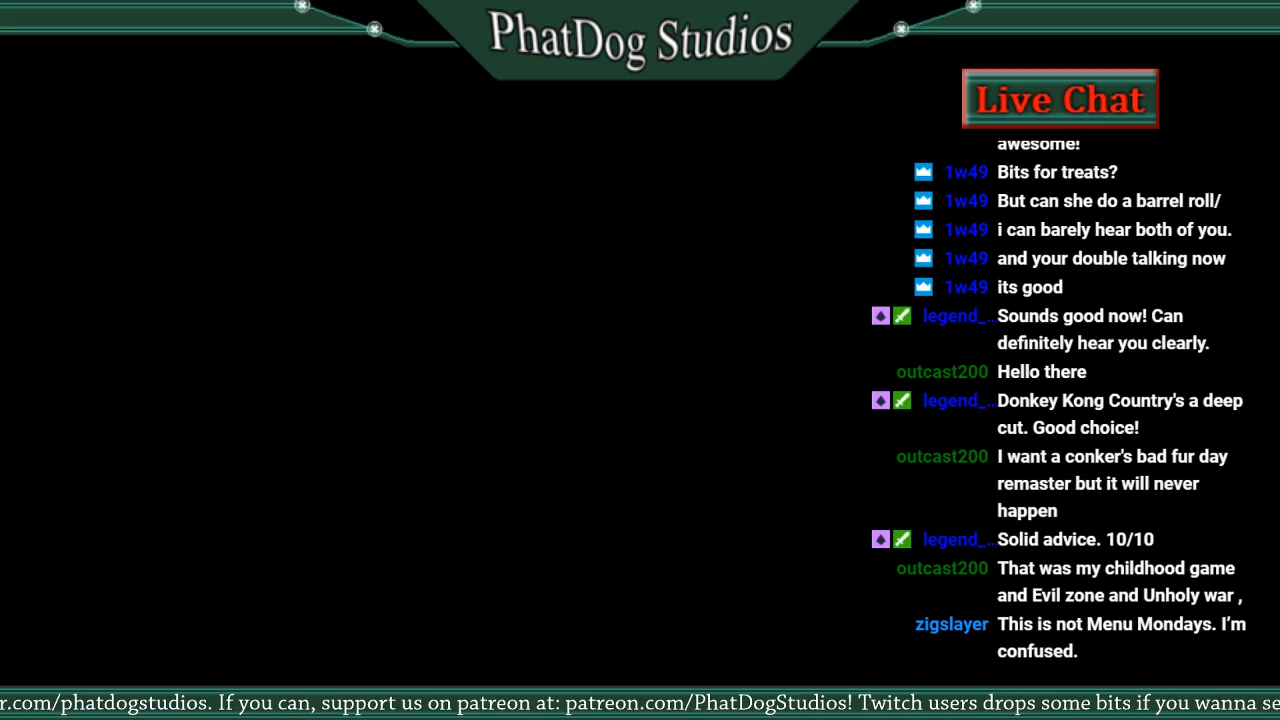 PhatDog Studios
Live Chat
awesome!
1w49 Bits for treats?
1w49 But can she do a barrel roll/
1w49 i can barely hear both of you.
1w49 and your double talking now
1w49 its good
legend_... Sounds good now! Can
definitely hear you clearly.
outcast200 Hello there
legend_... Donkey Kong Country's a deep
cut. Good choice!
outcast200 I want a conker's bad fur day
remaster but it will never
happen
legend_... Solid advice. 10/10
outcast200 That was my childhood game
and Evil zone and Unholy war ,
zigslayer This is not Menu Mondays. I'm
confused.
r.com/phatdogstudios. If you can, support us on patreon at: patreon.com/PhatDogStudios! Twitch users drops some bits if you wanna se